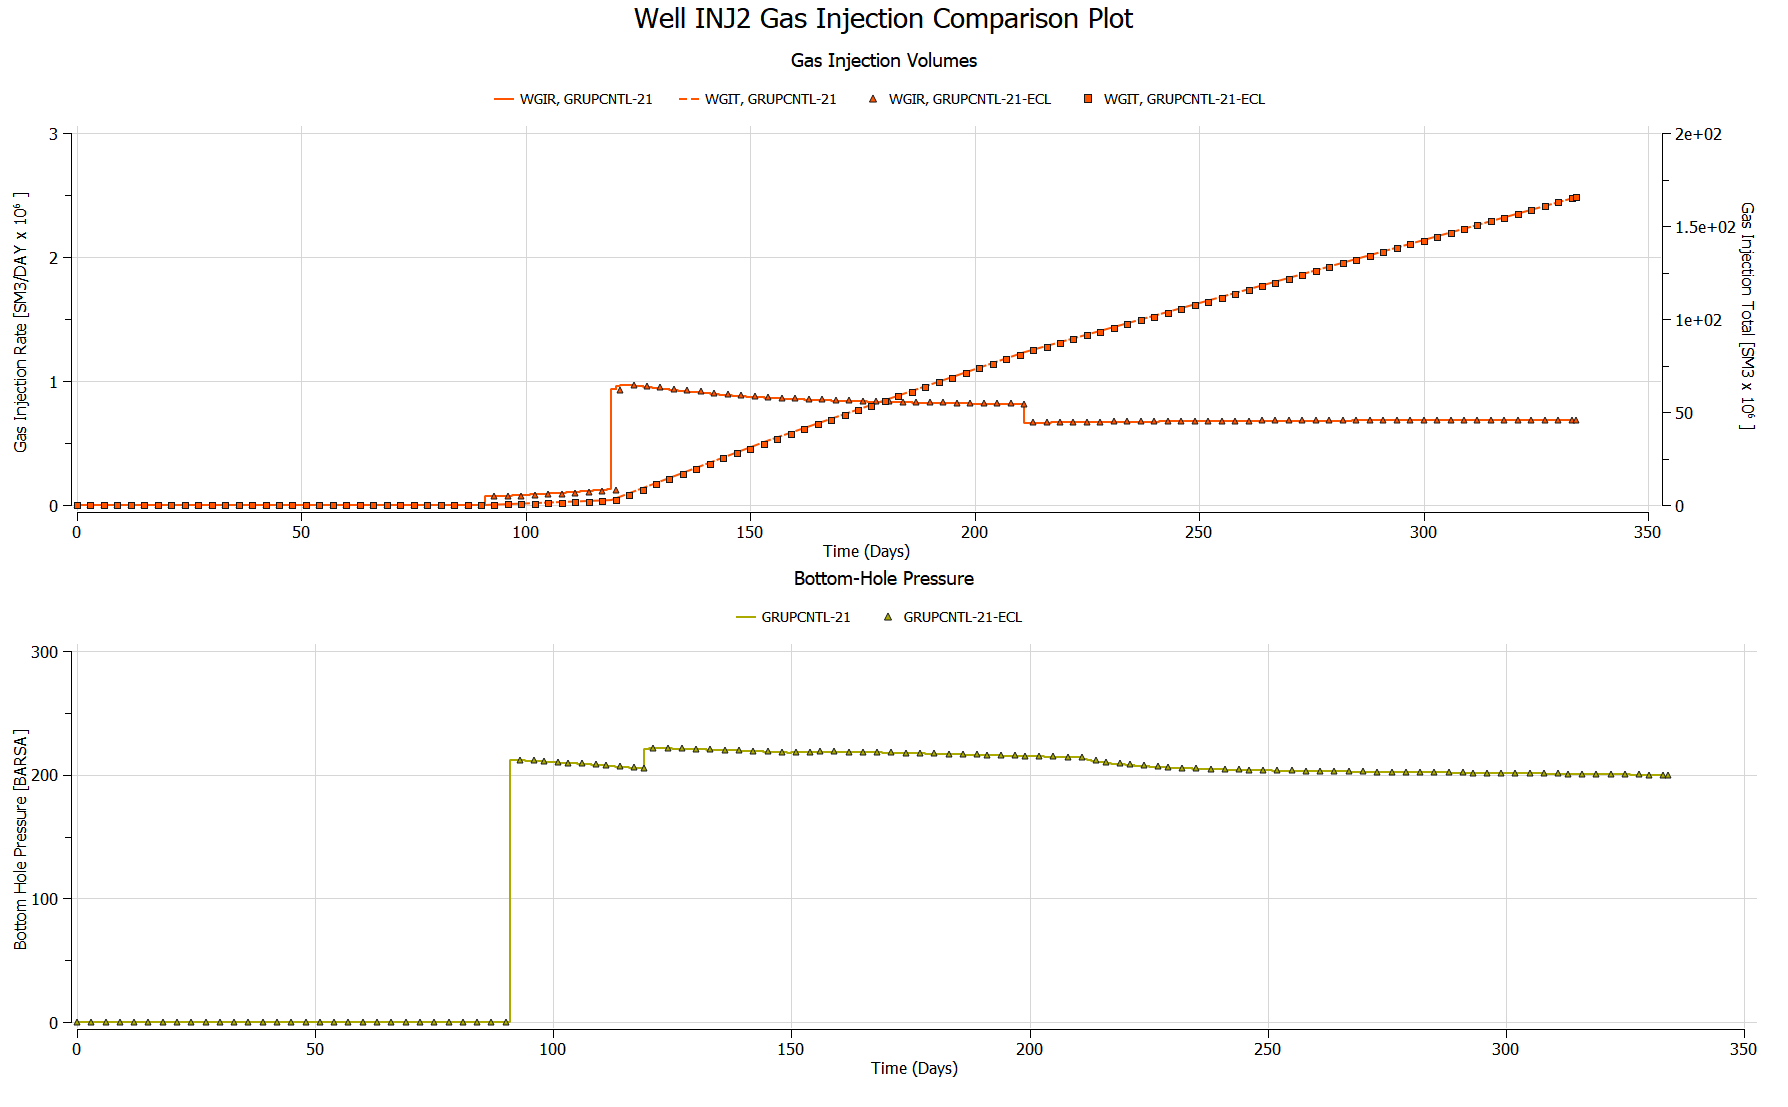 Well INJ2 Gas Injection Comparison Plot
Gas Injection Volumes
WGIR, GRUPCNTL-21 WGIT, GRUPCNTL-21 WGIR, GRUPCNTL-21-ECL WGIT, GRUPCNTL-21-ECL
Gas Injection Rate [SM3/DAY x 10⁶ ]
3
2
1
0
2e+02
1.5e+02
1e+02
50
0
Gas Injection Total [SM3 x 10⁶ ]
0 50 100 150 200 250 300 350
Time (Days)
Bottom-Hole Pressure
GRUPCNTL-21 GRUPCNTL-21-ECL
Bottom Hole Pressure [BARSA]
300
200
100
0
0 50 100 150 200 250 300 350
Time (Days)